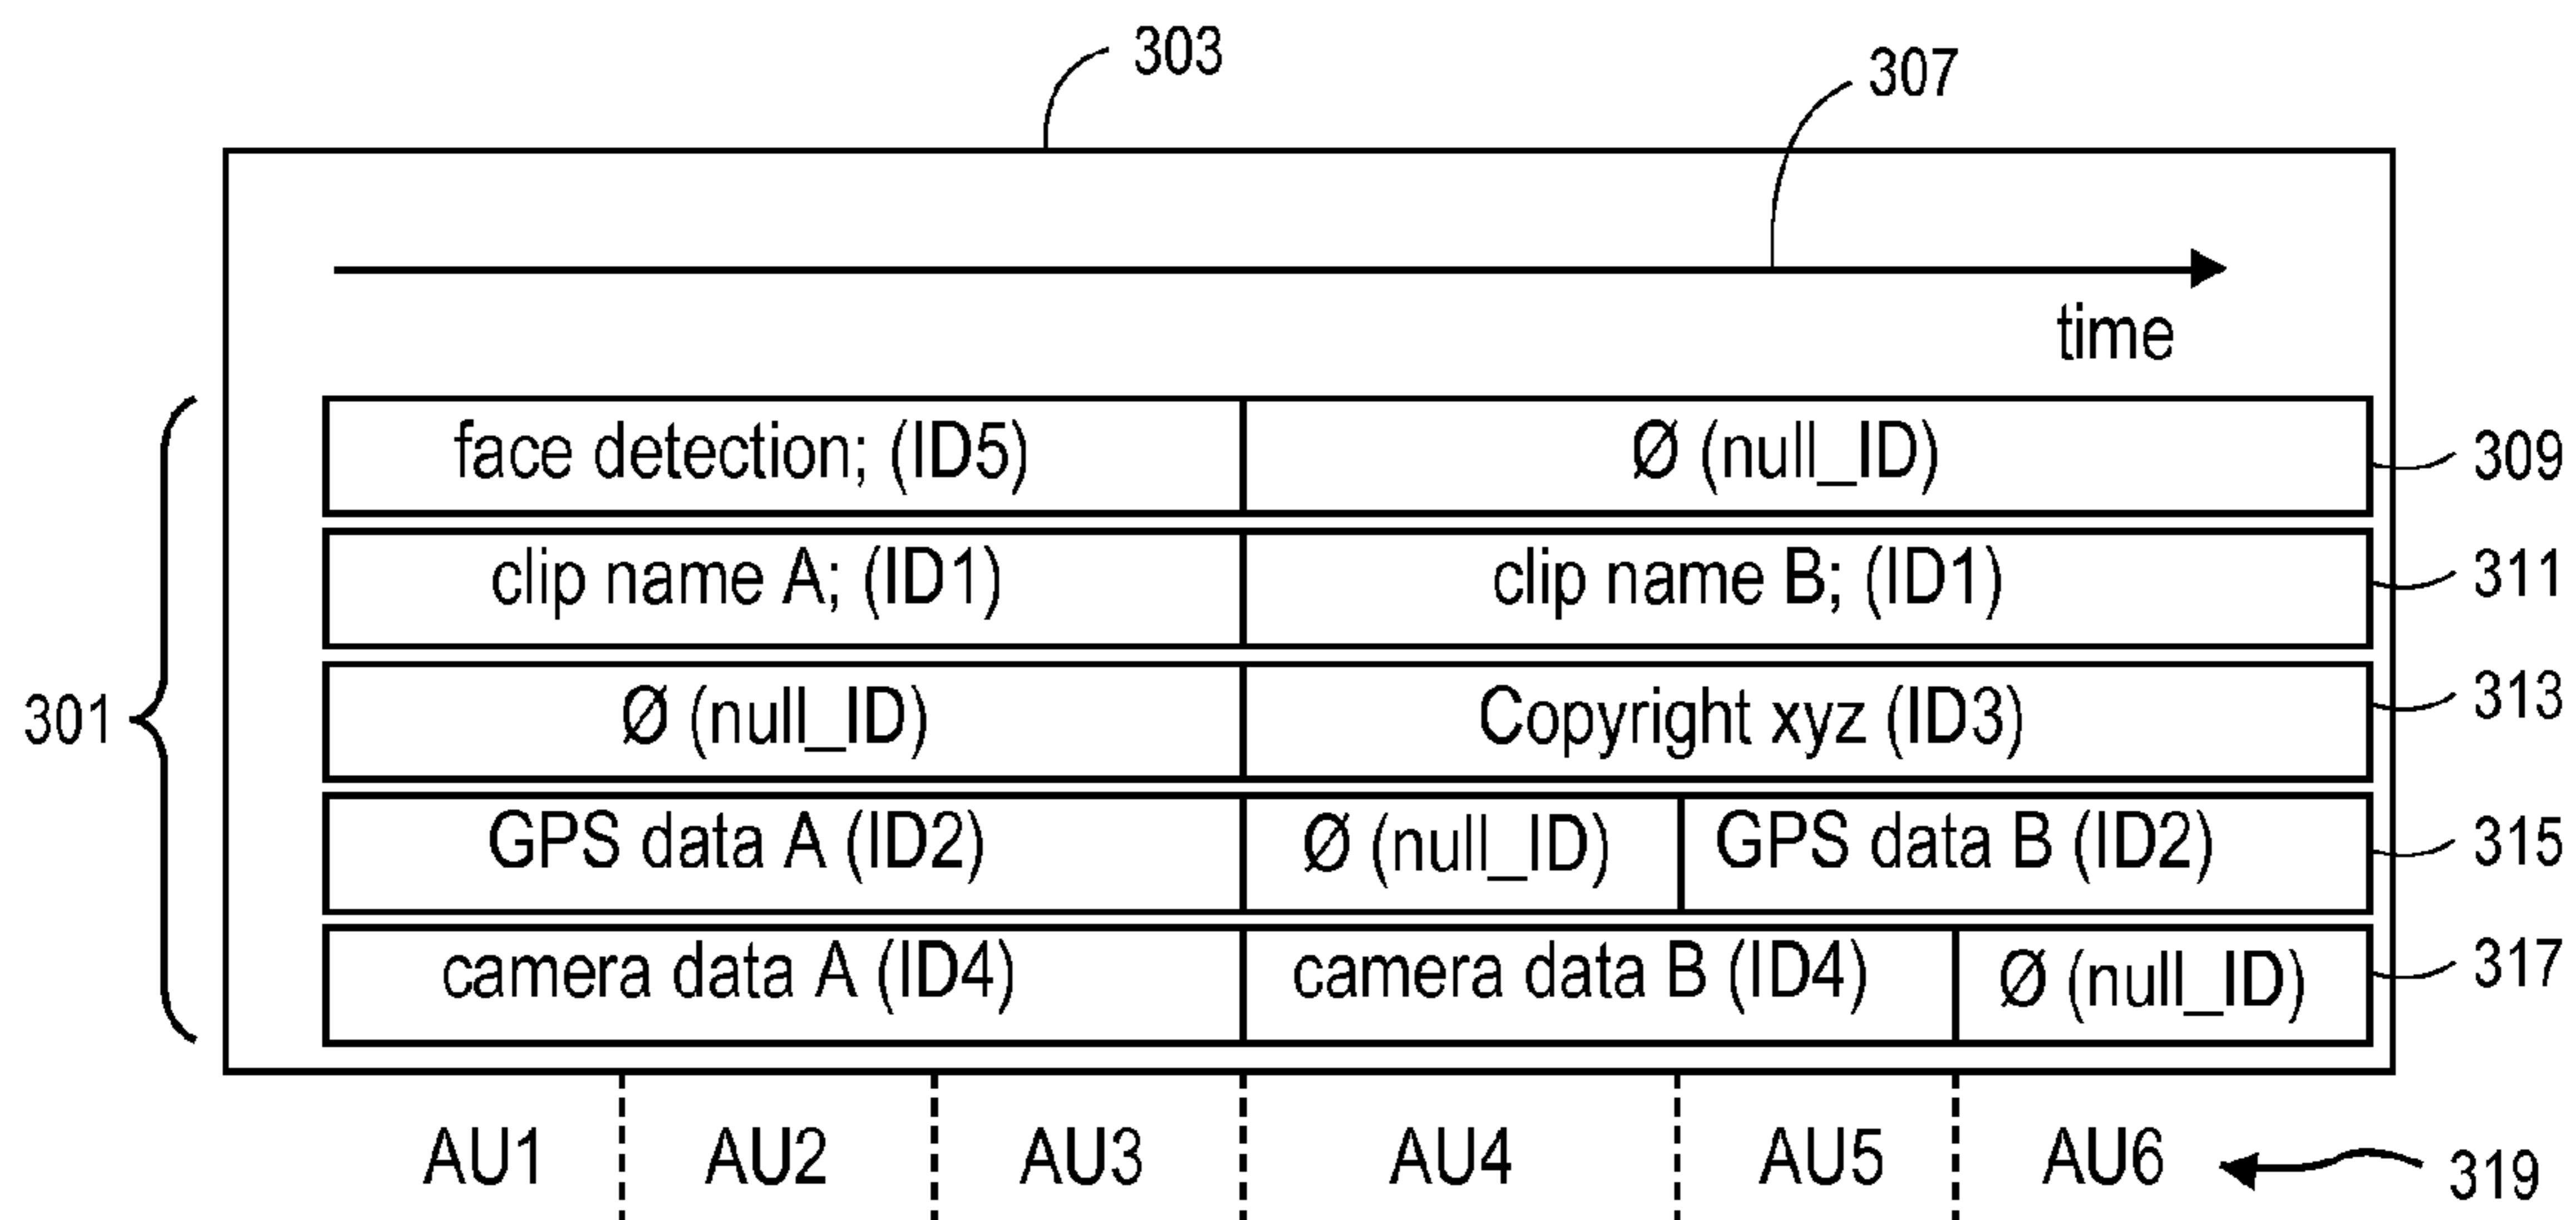 303
307
time
face detection; (ID5) Ø (null_ID) 309
clip name A; (ID1) clip name B; (ID1) 311
301 Ø (null_ID) Copyright xyz (ID3) 313
GPS data A (ID2) Ø (null_ID) GPS data B (ID2) 315
camera data A (ID4) camera data B (ID4) Ø (null_ID) 317
AU1 AU2 AU3 AU4 AU5 AU6 319